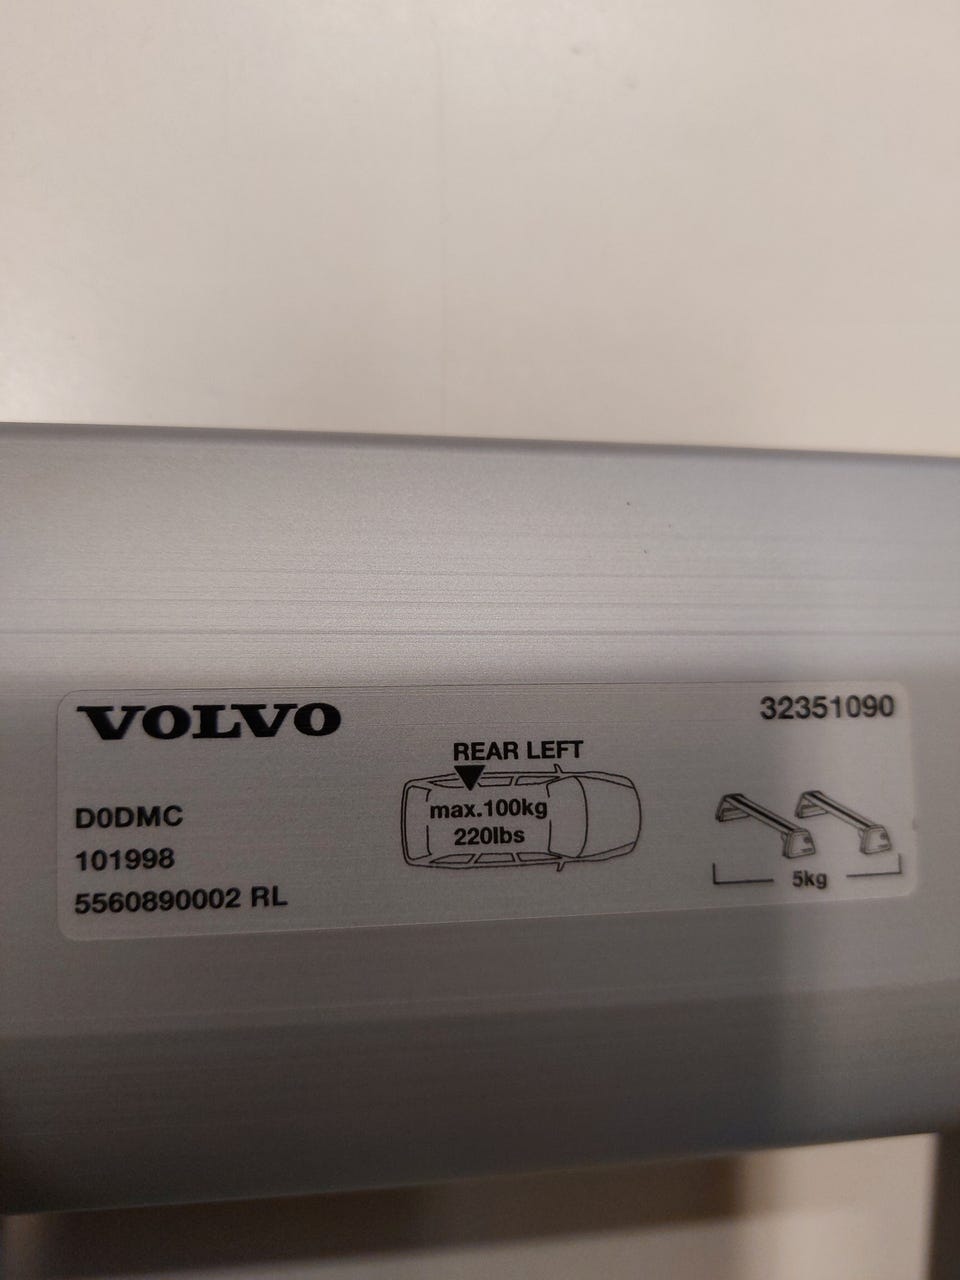 VOLVO
32351090
REAR LEFT
max.100kg
220lbs
D0DMC
101998
5560890002 RL
5kg